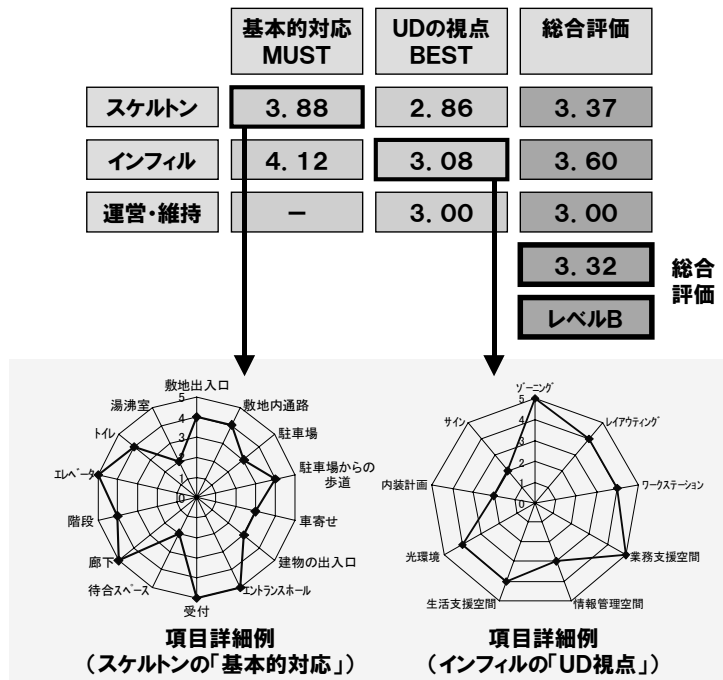 基本的対応
MUST
UDの視点
BEST
総合評価
スケルトン
3. 88
2. 86
3. 37
インフィル
4. 12
3. 08
3. 60
運営・維持
－
3. 00
3. 00
3. 32
総合
評価
レベルB
敷地出入口
敷地内通路
駐車場
駐車場からの
歩道
車寄せ
建物の出入口
エントランスホール
受付
待合スペース
廊下
階段
エレベータ
トイレ
湯沸室
5
4
3
2
1
0
項目詳細例
（スケルトンの「基本的対応」）
ゾーニング
レイアウティング
ワークステーション
業務支援空間
情報管理空間
生活支援空間
光環境
内装計画
サイン
5
4
3
2
1
0
項目詳細例
（インフィルの「UD視点」）